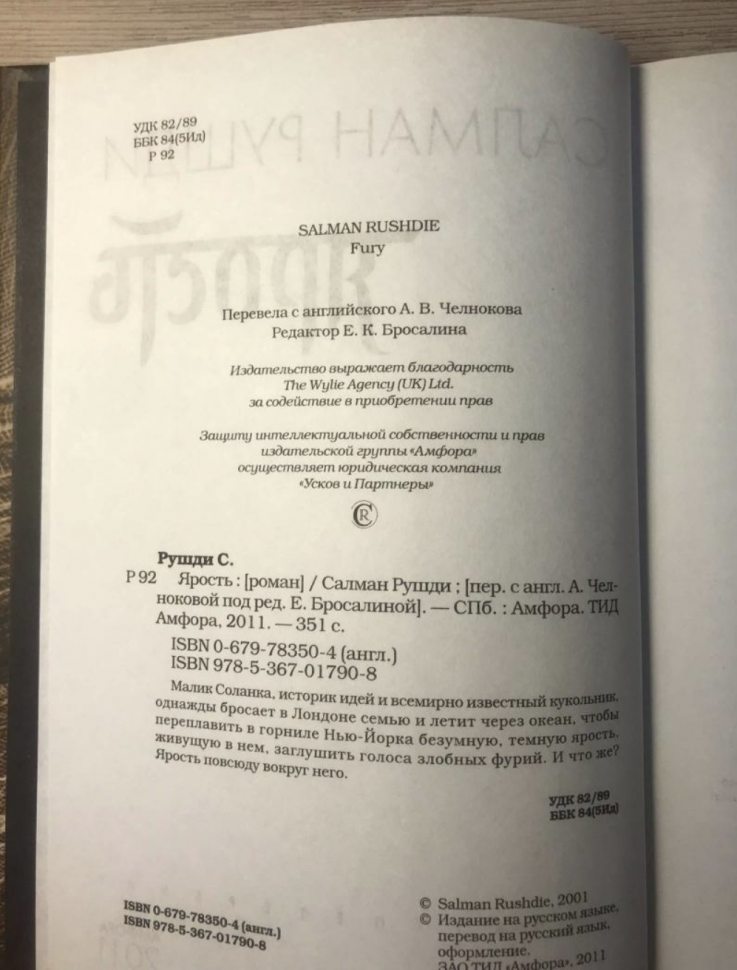 УДК 82/89
ББК 84(5Ид)
Р 92
SALMAN RUSHDIE
Fury
Перевела с английского А. В. Челнокова
Редактор Е. К. Бросалина
Издательство выражает благодарность
The Wylie Agency (UK) Ltd.
за содействие в приобретении прав
Защиту интеллектуальной собственности и прав
издательской группы «Амфора»
осуществляет юридическая компания
«Усков и Партнеры»
Рушди С.
Р 92 Ярость : [роман] / Салман Рушди ; [пер. с англ. А. Чел-
ноковой под ред. Е. Бросалиной]. — СПб. : Амфора. ТИД
Амфора, 2011. — 351 с.
ISBN 0-679-78350-4 (англ.)
ISBN 978-5-367-01790-8
Малик Соланка, историк идей и всемирно известный кукольник,
однажды бросает в Лондоне семью и летит через океан, чтобы
переплавить в горниле Нью-Йорка безумную, темную ярость,
живущую в нем, заглушить голоса злобных фурий. И что же?
Ярость повсюду вокруг него.
УДК 82/89
ББК 84(5Ид)
ISBN 0-679-78350-4 (англ.)
ISBN 978-5-367-01790-8
© Salman Rushdie, 2001
© Издание на русском языке,
перевод на русский язык,
оформление.
ЗАО ТИД «Амфора», 2011